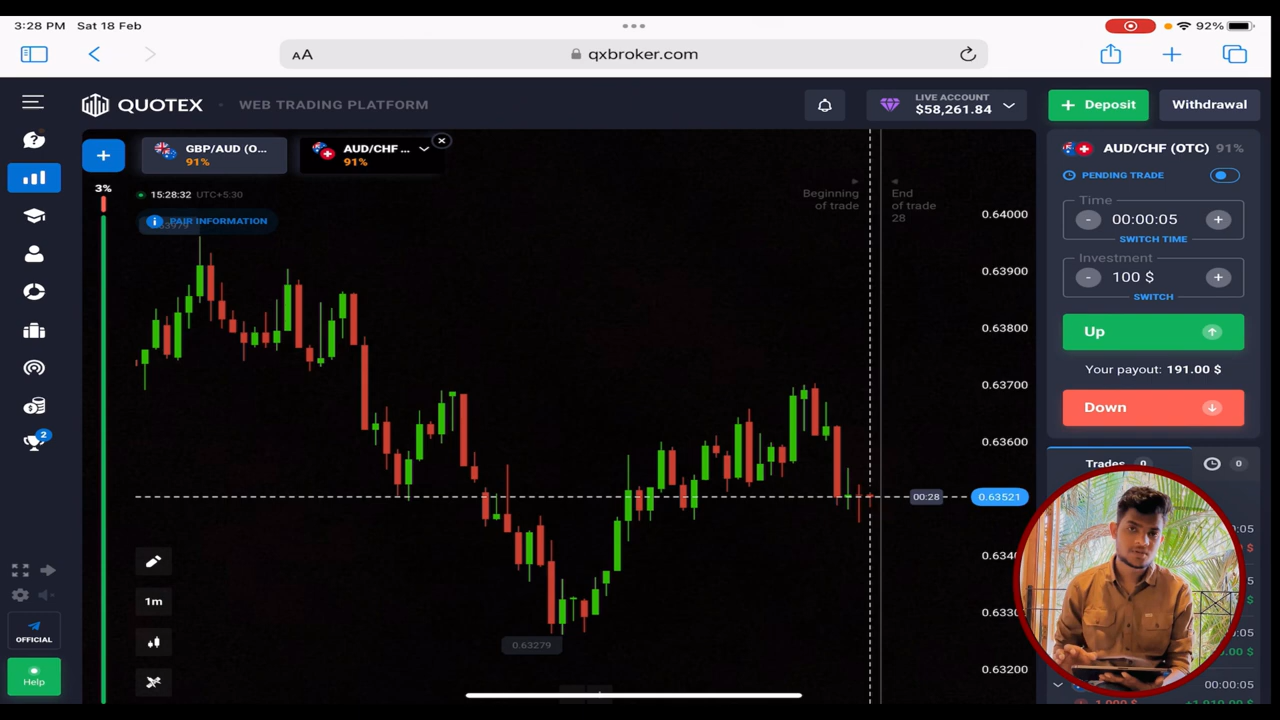 3:28 PM Sat 18 Feb
92%
AA
qxbroker.com
QUOTEX
WEB TRADING PLATFORM
LIVE ACCOUNT
$58,261.84
+ Deposit
Withdrawal
GBP/AUD (O...
91%
AUD/CHF ...
91%
AUD/CHF (OTC) 91%
3%
15:28:32 UTC+5:30
PAIR INFORMATION
Beginning
of trade
End
of trade
28
PENDING TRADE
Time
- 00:00:05 +
SWITCH TIME
Investment
- 100 $ +
SWITCH
Up
Your payout: 191.00 $
Down
Trades 0
0
0.64000
0.63900
0.63800
0.63700
0.63600
00:28
0.63521
0.63200
0.63279
1m
2
OFFICIAL
Help
00:00:05